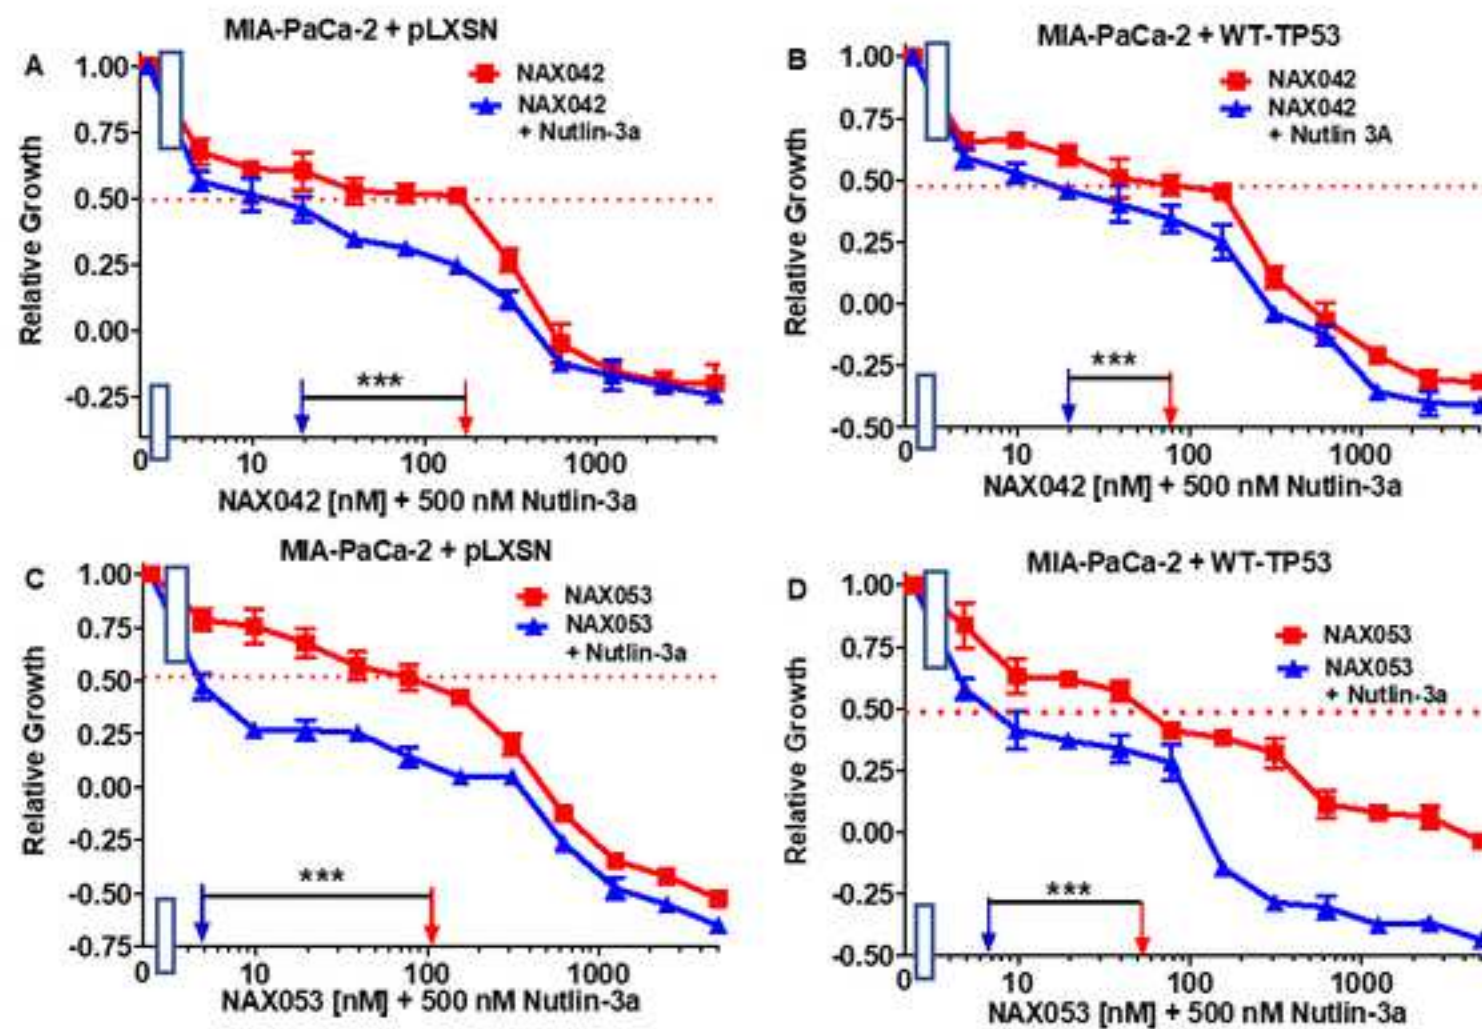 A
MIA-PaCa-2 + pLXSN
NAX042
NAX042
+ Nutlin-3a
Relative Growth
1.00
0.75
0.50
0.25
0.00
-0.25
***
0 10 100 1000
NAX042 [nM] + 500 nM Nutlin-3a
B
MIA-PaCa-2 + WT-TP53
NAX042
NAX042
+ Nutlin 3A
Relative Growth
1.00
0.75
0.50
0.25
0.00
-0.25
-0.50
***
0 10 100 1000
NAX042 [nM] + 500 nM Nutlin-3a
C
MIA-PaCa-2 + pLXSN
NAX053
NAX053
+ Nutlin-3a
Relative Growth
1.00
0.75
0.50
0.25
0.00
-0.25
-0.50
-0.75
***
0 10 100 1000
NAX053 [nM] + 500 nM Nutlin-3a
D
MIA-PaCa-2 + WT-TP53
NAX053
NAX053
+ Nutlin-3a
Relative Growth
1.00
0.75
0.50
0.25
0.00
-0.25
-0.50
***
0 10 100 1000
NAX053 [nM] + 500 nM Nutlin-3a